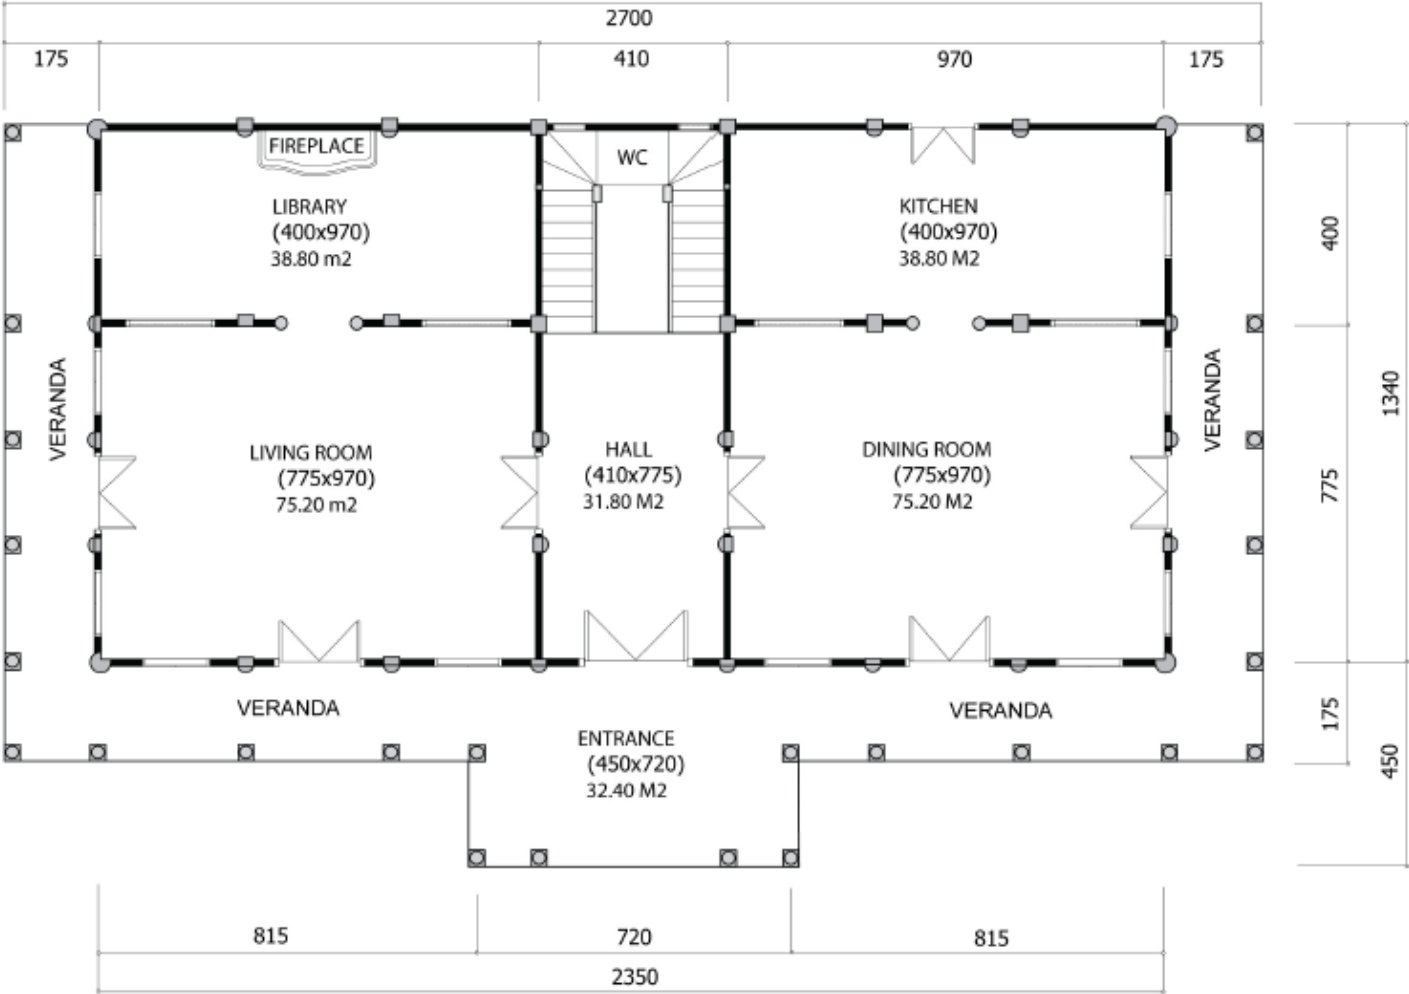 2700
175
410
970
175
FIREPLACE
WC
LIBRARY
(400x970)
38.80 m2
KITCHEN
(400x970)
38.80 M2
400
VERANDA
VERANDA
1340
LIVING ROOM
(775x970)
75.20 m2
HALL
(410x775)
31.80 M2
DINING ROOM
(775x970)
75.20 M2
775
VERANDA
VERANDA
175
ENTRANCE
(450x720)
32.40 M2
450
815
720
815
2350